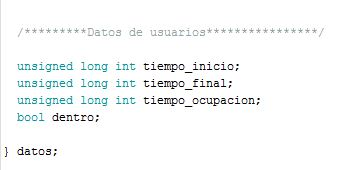 /*********Datos de usuarios****************/
unsigned long int tiempo_inicio;
unsigned long int tiempo_final;
unsigned long int tiempo_ocupacion;
bool dentro;
} datos;